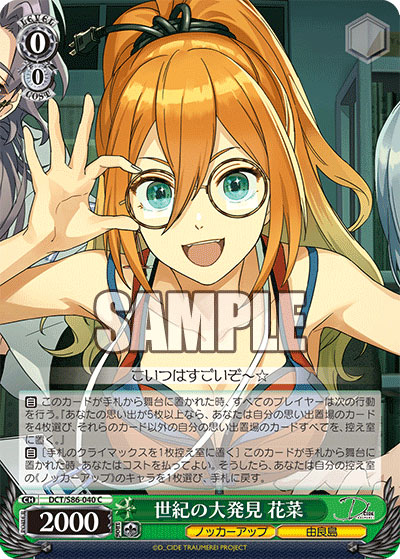 LEVEL
0
0
COST
SAMPLE
こいつはすごいぞ~☆
自 このカードが手札から舞台に置かれた時、すべてのプレイヤーは次の行動を行う。『あなたの思い出が5枚以上なら、あなたは自分の思い出置場のカードを4枚選び、それらのカード以外の自分の思い出置場のカードすべてを、控え室に置く。』
自 [手札のクライマックスを1枚控え室に置く] このカードが手札から舞台に置かれた時、あなたはコストを払ってよい。そうしたら、あなたは自分の控え室の《ノッカーアップ》のキャラを1枚選び、手札に戻す。
CH DCT/S86-040 C
世紀の大発見 花菜
2000
ノッカーアップ
由良島
©D_CIDE TRAUMEREI PROJECT